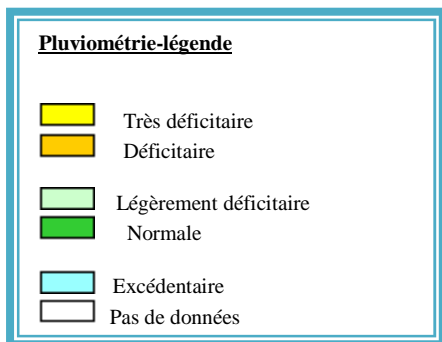 Pluviométrie-légende
Très déficitaire
Déficitaire
Légèrement déficitaire
Normale
Excédentaire
Pas de données